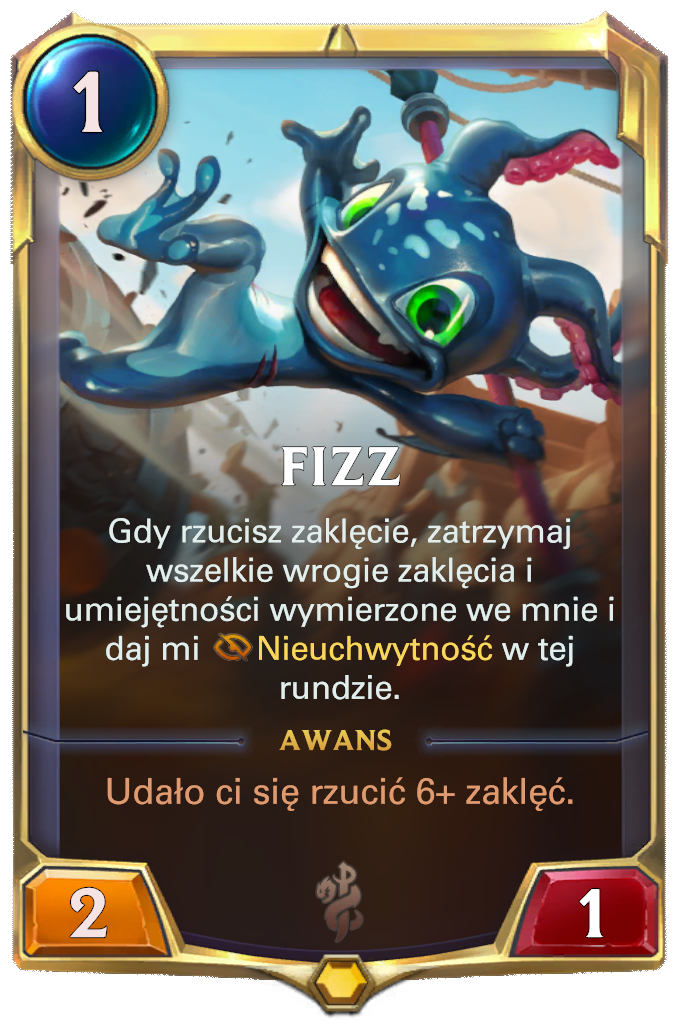 1
FIZZ
Gdy rzucisz zaklęcie, zatrzymaj
wszelkie wrogie zaklęcia i
umiejętności wymierzone we mnie i
daj mi Nieuchwytność w tej
rundzie.
AWANS
Udało ci się rzucić 6+ zaklęć.
2
1